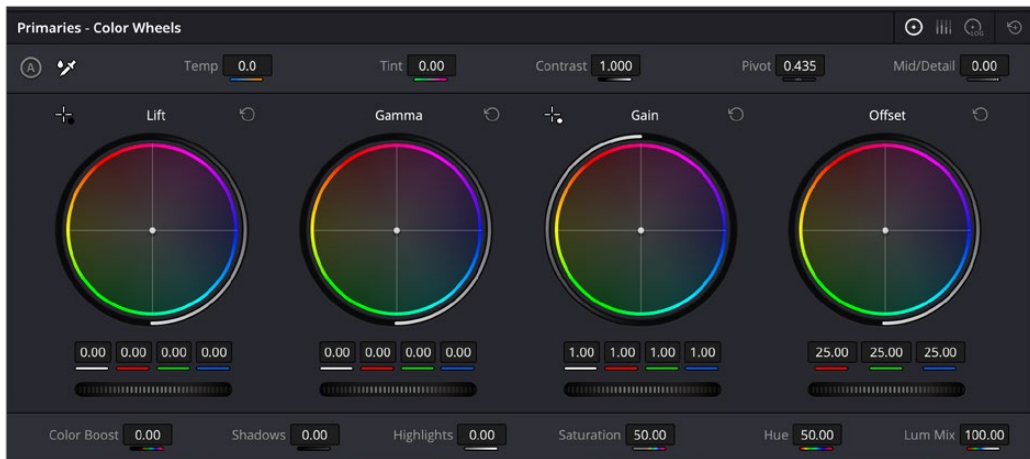 Primaries - Color Wheels
LOG
A Temp 0.0 Tint 0.00 Contrast 1.000 Pivot 0.435 Mid/Detail 0.00
Lift Gamma Gain Offset
0.00 0.00 0.00 0.00 0.00 0.00 0.00 0.00 1.00 1.00 1.00 1.00 25.00 25.00 25.00
Color Boost 0.00 Shadows 0.00 Highlights 0.00 Saturation 50.00 Hue 50.00 Lum Mix 100.00